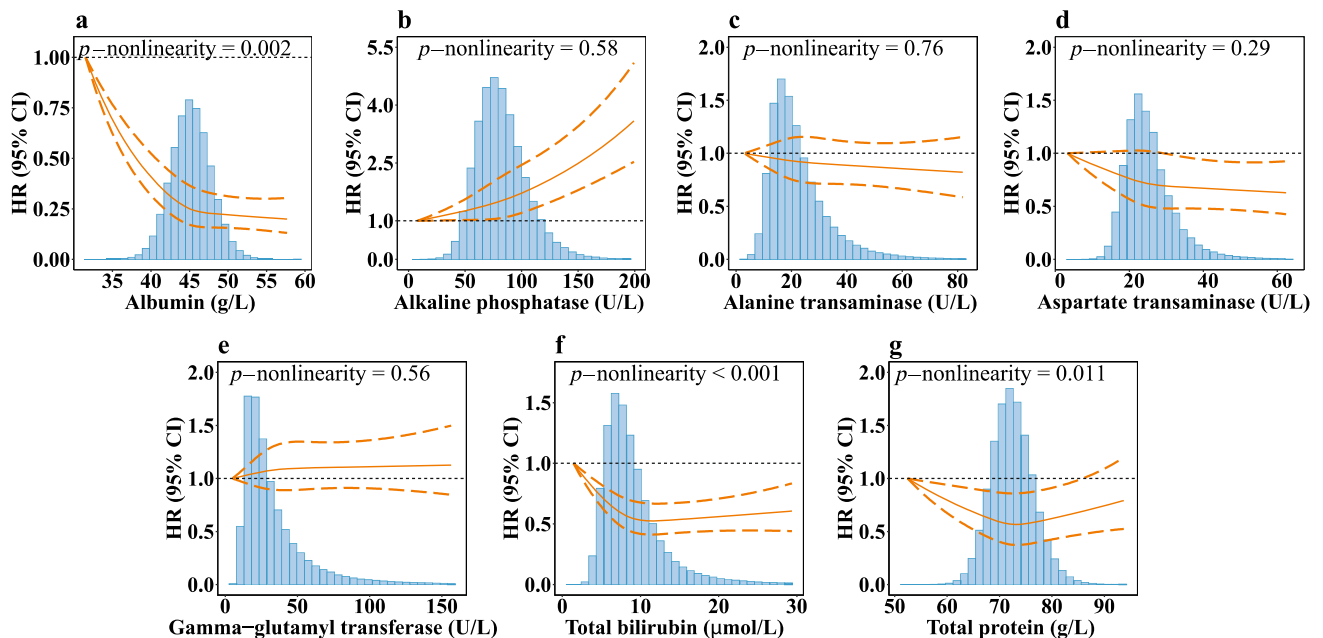 a
p−nonlinearity = 0.002
HR (95% CI)
1.00
0.75
0.50
0.25
0.00
35 40 45 50 55 60
Albumin (g/L)
b
p−nonlinearity = 0.58
HR (95% CI)
5.5
4.0
2.5
1.0
0.0
0 50 100 150 200
Alkaline phosphatase (U/L)
c
p−nonlinearity = 0.76
HR (95% CI)
2.0
1.5
1.0
0.5
0.0
0 20 40 60 80
Alanine transaminase (U/L)
d
p−nonlinearity = 0.29
HR (95% CI)
2.0
1.5
1.0
0.5
0.0
20 40 60
Aspartate transaminase (U/L)
e
p−nonlinearity = 0.56
HR (95% CI)
2.0
1.5
1.0
0.5
0.0
0 50 100 150
Gamma−glutamyl transferase (U/L)
f
p−nonlinearity < 0.001
HR (95% CI)
1.5
1.0
0.5
0.0
0 10 20 30
Total bilirubin (μmol/L)
g
p−nonlinearity = 0.011
HR (95% CI)
2.0
1.5
1.0
0.5
0.0
50 60 70 80 90
Total protein (g/L)